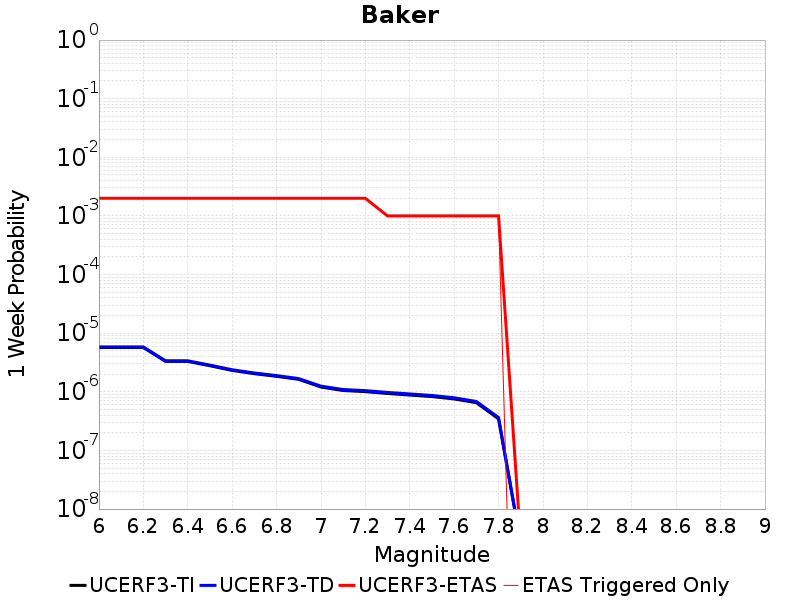 Baker
1 Week Probability
10^0
10^-1
10^-2
10^-3
10^-4
10^-5
10^-6
10^-7
10^-8
6 6.2 6.4 6.6 6.8 7 7.2 7.4 7.6 7.8 8 8.2 8.4 8.6 8.8 9
Magnitude
UCERF3-TI UCERF3-TD UCERF3-ETAS ETAS Triggered Only